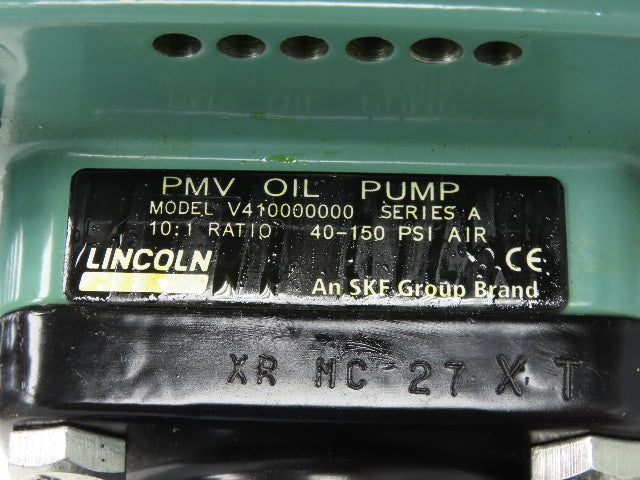 PMV OIL PUMP
MODEL V410000000 SERIES A
10:1 RATIO 40-150 PSI AIR
LINCOLN
CE
An SKF Group Brand
XR MC 27 X T